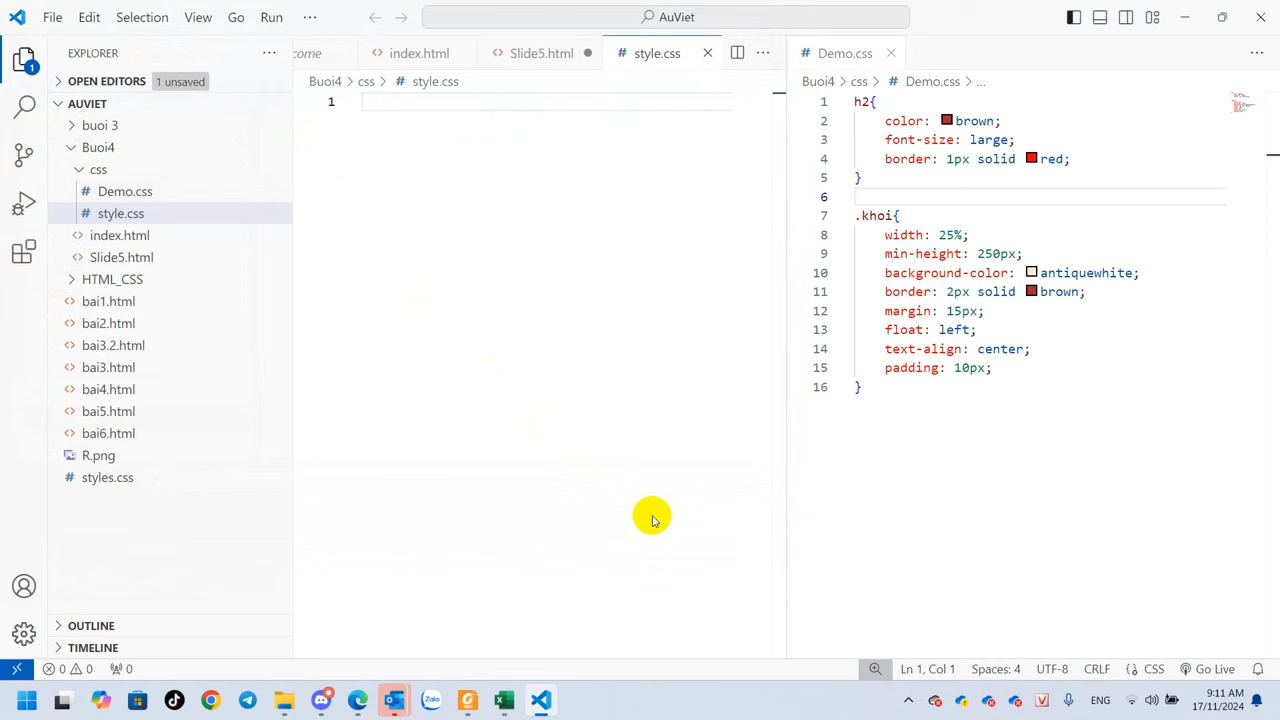 File Edit Selection View Go Run ··· AuViet
EXPLORER ···
OPEN EDITORS 1 unsaved
AUVIET
buoi 3
Buoi4
css
# Demo.css
# style.css
<> index.html
<> Slide5.html
HTML_CSS
<> bai1.html
<> bai2.html
<> bai3.2.html
<> bai3.html
<> bai4.html
<> bai5.html
<> bai6.html
R.png
# styles.css
OUTLINE
TIMELINE
ome <> index.html <> Slide5.html ● # style.css ···
Buoi4 > css > # style.css
1
# Demo.css ···
Buoi4 > css > # Demo.css > ...
1 h2{
2 color: brown;
3 font-size: large;
4 border: 1px solid red;
5 }
6
7 .khoi{
8 width: 25%;
9 min-height: 250px;
10 background-color: antiquewhite;
11 border: 2px solid brown;
12 margin: 15px;
13 float: left;
14 text-align: center;
15 padding: 10px;
16 }
0 0 0 Ln 1, Col 1 Spaces: 4 UTF-8 CRLF {} CSS Go Live
Zalo ENG 9:11 AM
17/11/2024